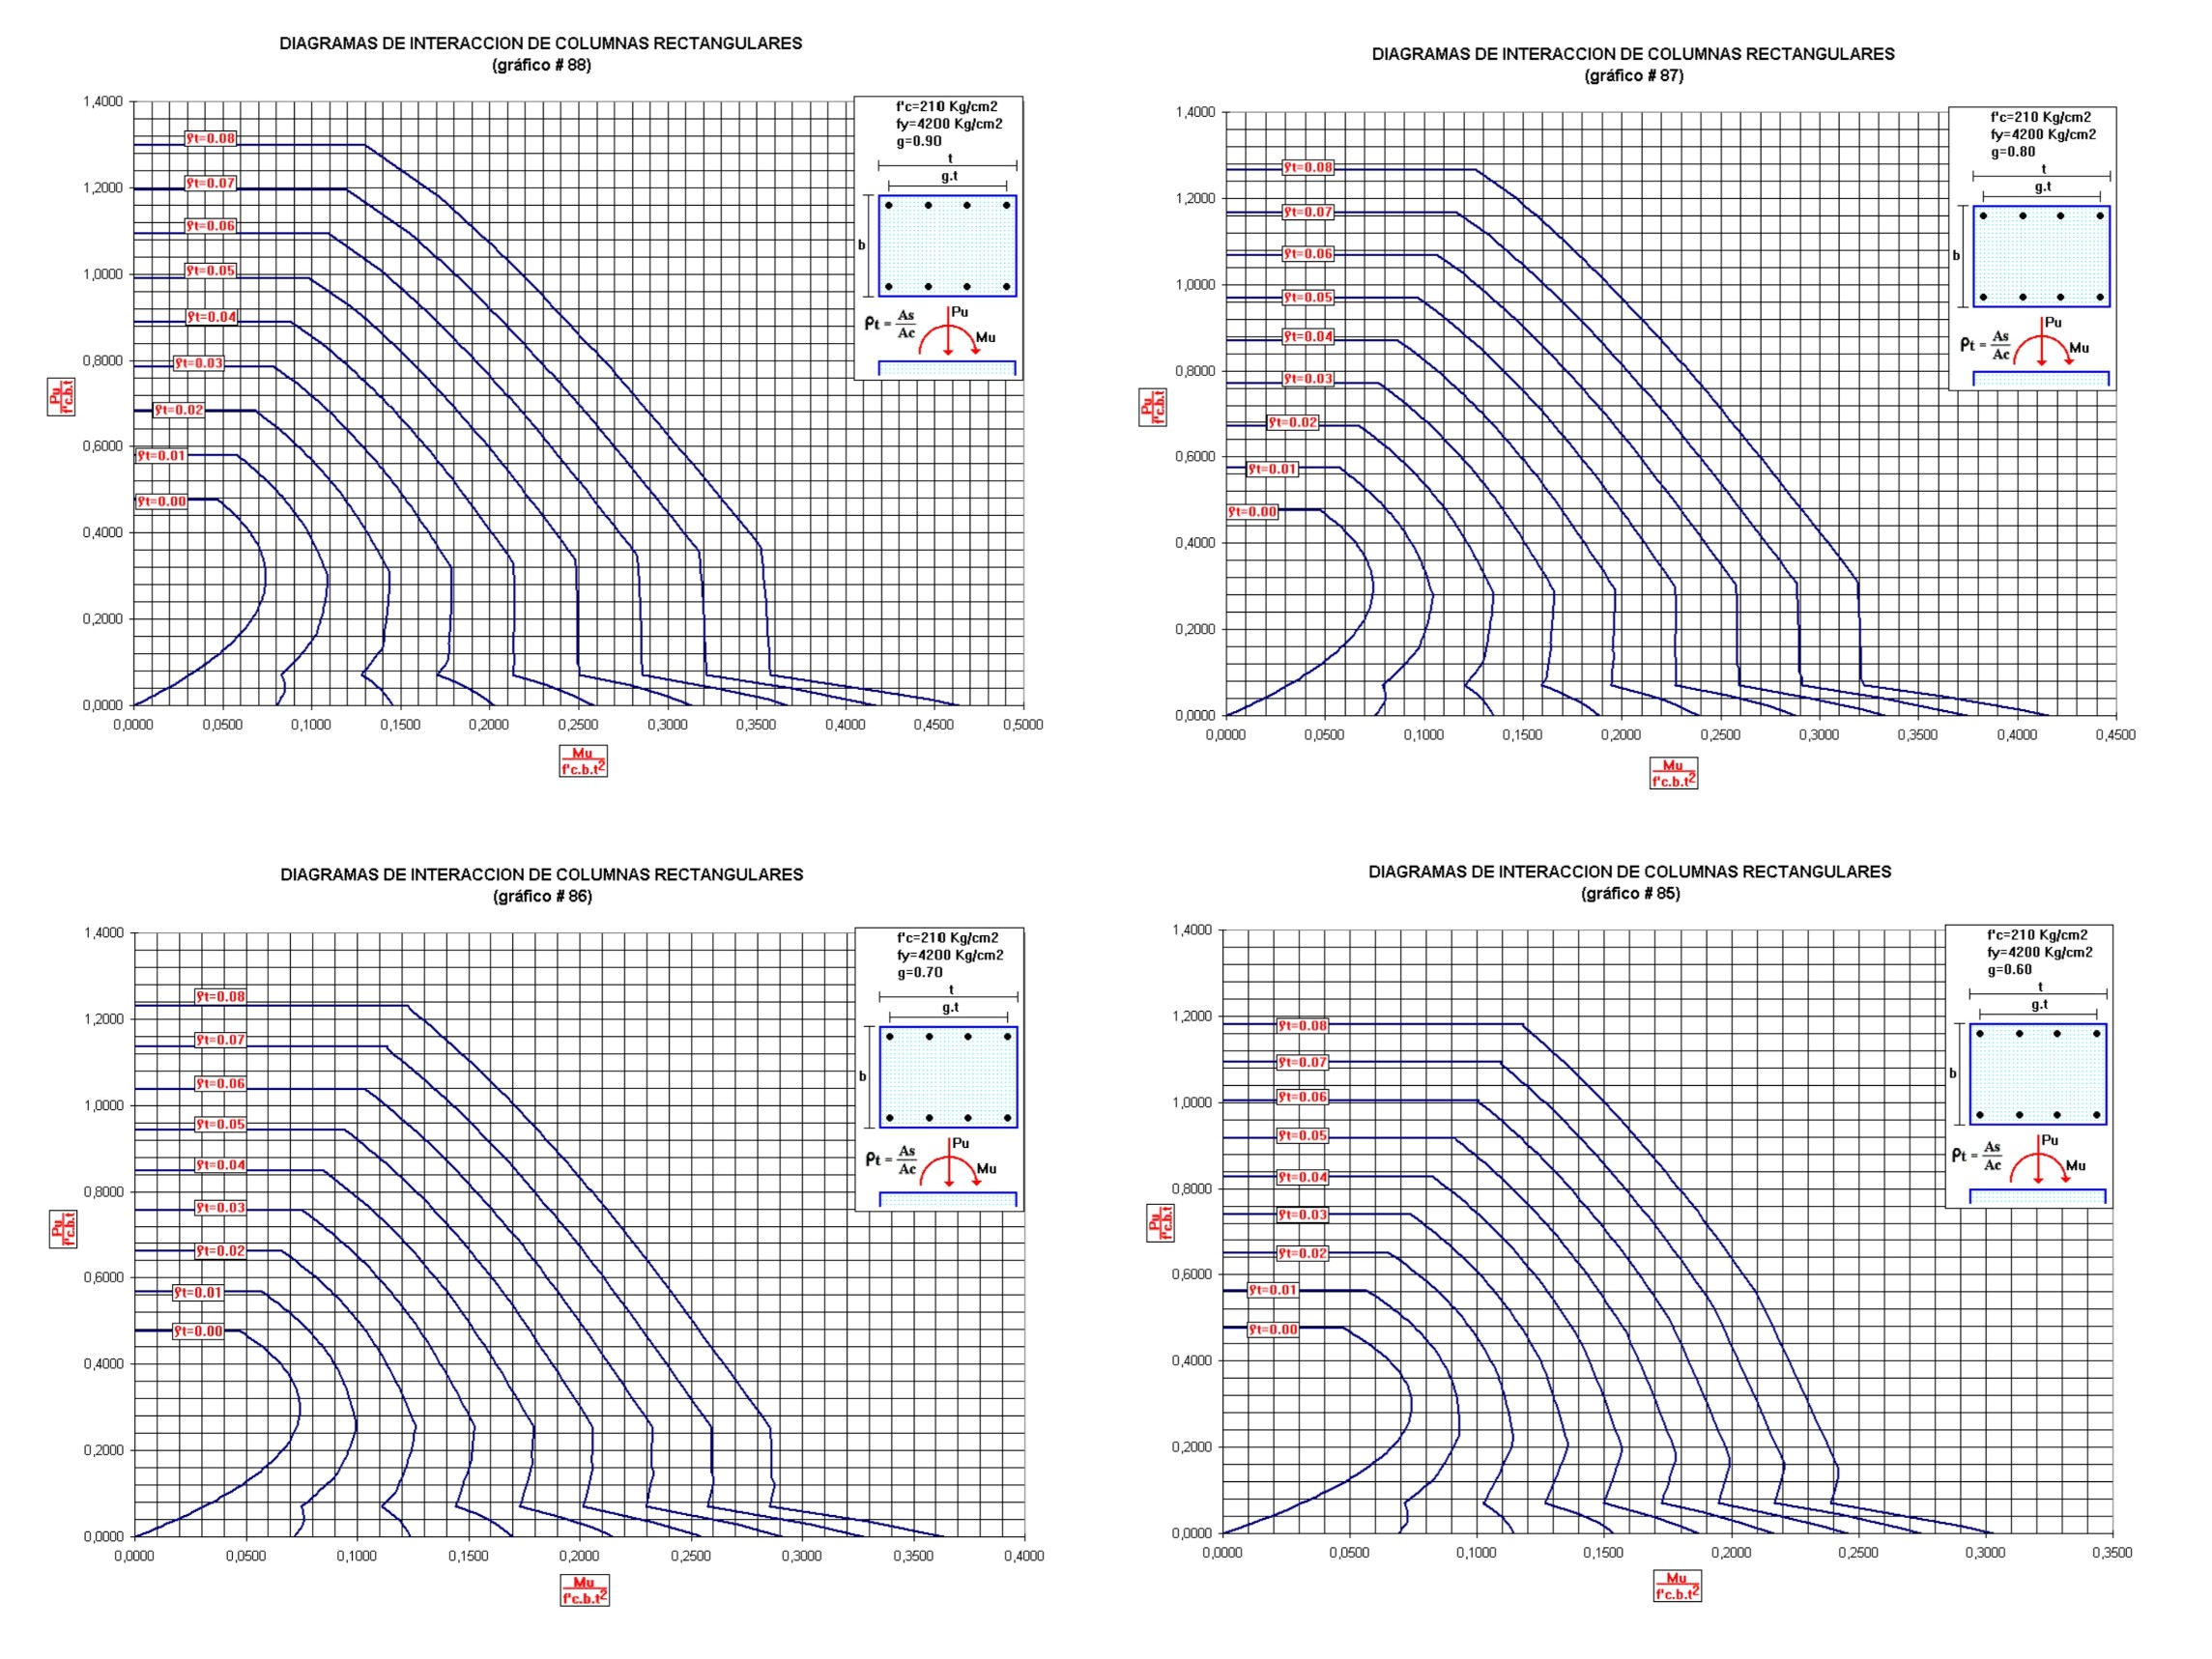 DIAGRAMAS DE INTERACCION DE COLUMNAS RECTANGULARES
(gráfico # 88)
1,4000
1,2000
1,0000
0,8000
0,6000
0,4000
0,2000
0,0000
Pu
f'c.b.t
ρt=0.08
ρt=0.07
ρt=0.06
ρt=0.05
ρt=0.04
ρt=0.03
ρt=0.02
ρt=0.01
ρt=0.00
f'c=210 Kg/cm2
fy=4200 Kg/cm2
g=0.90
t
g.t
b
ρt = As
Ac
Pu
Mu
0,0000 0,0500 0,1000 0,1500 0,2000 0,2500 0,3000 0,3500 0,4000 0,4500 0,5000
Mu
f'c.b.t2
DIAGRAMAS DE INTERACCION DE COLUMNAS RECTANGULARES
(gráfico # 87)
1,4000
1,2000
1,0000
0,8000
0,6000
0,4000
0,2000
0,0000
Pu
f'c.b.t
ρt=0.08
ρt=0.07
ρt=0.06
ρt=0.05
ρt=0.04
ρt=0.03
ρt=0.02
ρt=0.01
ρt=0.00
f'c=210 Kg/cm2
fy=4200 Kg/cm2
g=0.80
t
g.t
b
ρt = As
Ac
Pu
Mu
0,0000 0,0500 0,1000 0,1500 0,2000 0,2500 0,3000 0,3500 0,4000 0,4500
Mu
f'c.b.t2
DIAGRAMAS DE INTERACCION DE COLUMNAS RECTANGULARES
(gráfico # 86)
1,4000
1,2000
1,0000
0,8000
0,6000
0,4000
0,2000
0,0000
Pu
f'c.b.t
ρt=0.08
ρt=0.07
ρt=0.06
ρt=0.05
ρt=0.04
ρt=0.03
ρt=0.02
ρt=0.01
ρt=0.00
f'c=210 Kg/cm2
fy=4200 Kg/cm2
g=0.70
t
g.t
b
ρt = As
Ac
Pu
Mu
0,0000 0,0500 0,1000 0,1500 0,2000 0,2500 0,3000 0,3500 0,4000
Mu
f'c.b.t2
DIAGRAMAS DE INTERACCION DE COLUMNAS RECTANGULARES
(gráfico # 85)
1,4000
1,2000
1,0000
0,8000
0,6000
0,4000
0,2000
0,0000
Pu
f'c.b.t
ρt=0.08
ρt=0.07
ρt=0.06
ρt=0.05
ρt=0.04
ρt=0.03
ρt=0.02
ρt=0.01
ρt=0.00
f'c=210 Kg/cm2
fy=4200 Kg/cm2
g=0.60
t
g.t
b
ρt = As
Ac
Pu
Mu
0,0000 0,0500 0,1000 0,1500 0,2000 0,2500 0,3000 0,3500
Mu
f'c.b.t2